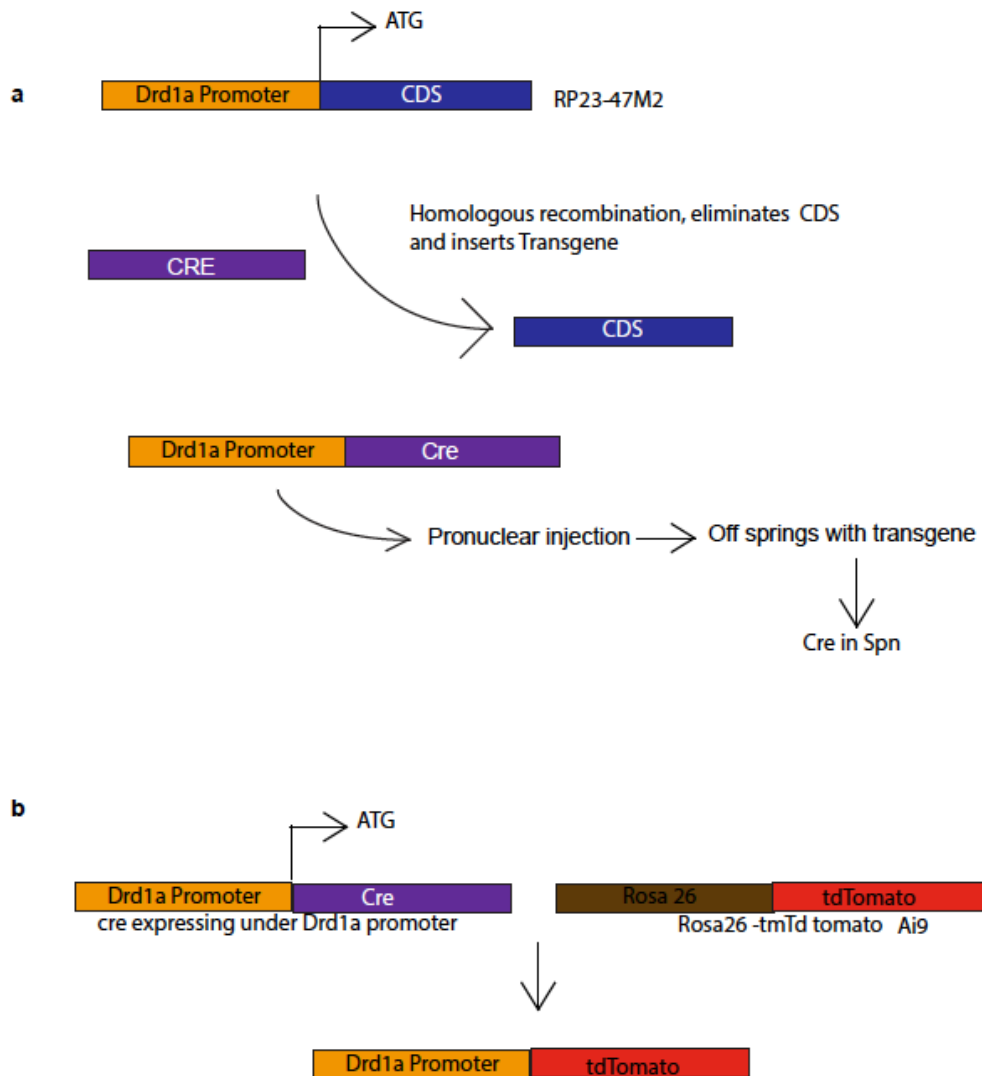 ATG
a
Drd1a Promoter
CDS
RP23-47M2
Homologous recombination, eliminates CDS
and inserts Transgene
CRE
CDS
Drd1a Promoter
Cre
Pronuclear injection
Off springs with transgene
Cre in Spn
b
ATG
Drd1a Promoter
Cre
Rosa 26
tdTomato
cre expressing under Drd1a promoter
Rosa26 -tmTd tomato Ai9
Drd1a Promoter
tdTomato